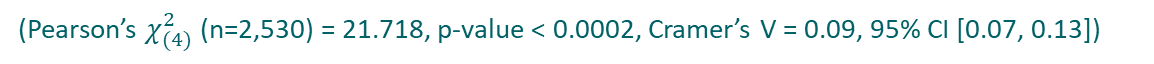 (Pearson's χ²₍₄₎ (n=2,530) = 21.718, p-value < 0.0002, Cramer's V = 0.09, 95% CI [0.07, 0.13])